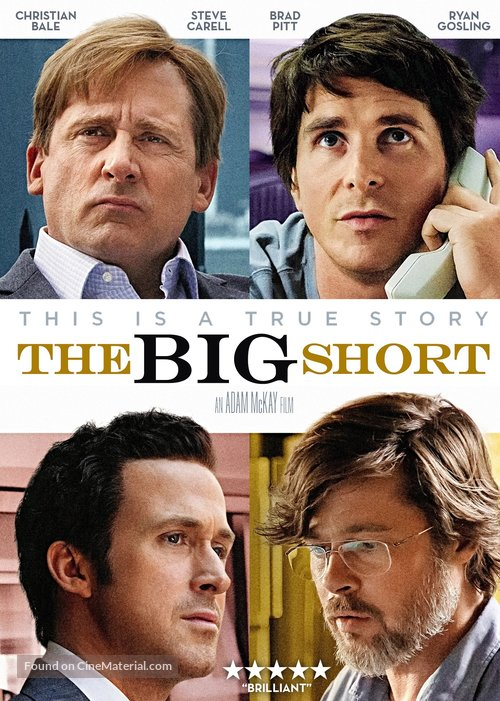 CHRISTIAN BALE
STEVE CARELL
BRAD PITT
RYAN GOSLING
THIS IS A TRUE STORY
THE BIG SHORT
AN ADAM McKAY FILM
★★★★★
"BRILLIANT"
Found on CineMaterial.com